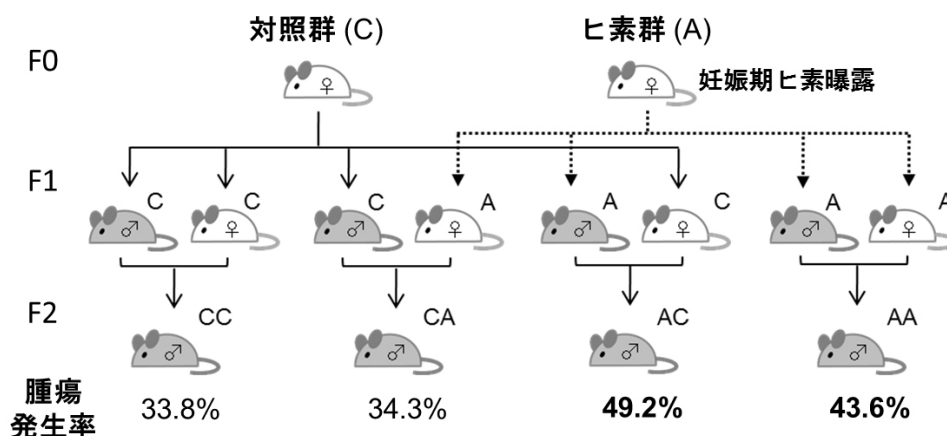 対照群 (C)
ヒ素群 (A)
F0
♀
♀
妊娠期ヒ素曝露
F1
C
C
C
A
A
C
A
A
♂
♀
♂
♀
♂
♀
♂
♀
F2
CC
CA
AC
AA
♂
♂
♂
♂
腫瘍
発生率
33.8%
34.3%
49.2%
43.6%